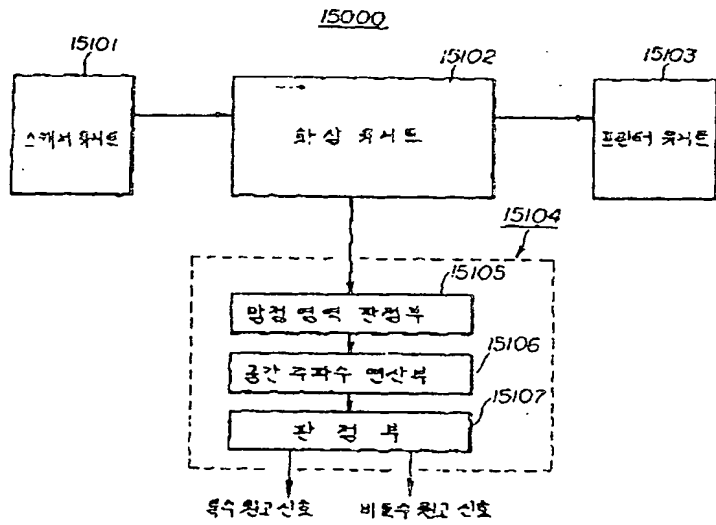 15000
15101
15102
15103
스캐너 유니트
화상 유니트
프린터 유니트
15104
15105
망점 영역 판정부
15106
공간 주파수 연산부
15107
판 정 부
특수 원고 신호
비특수 원고 신호